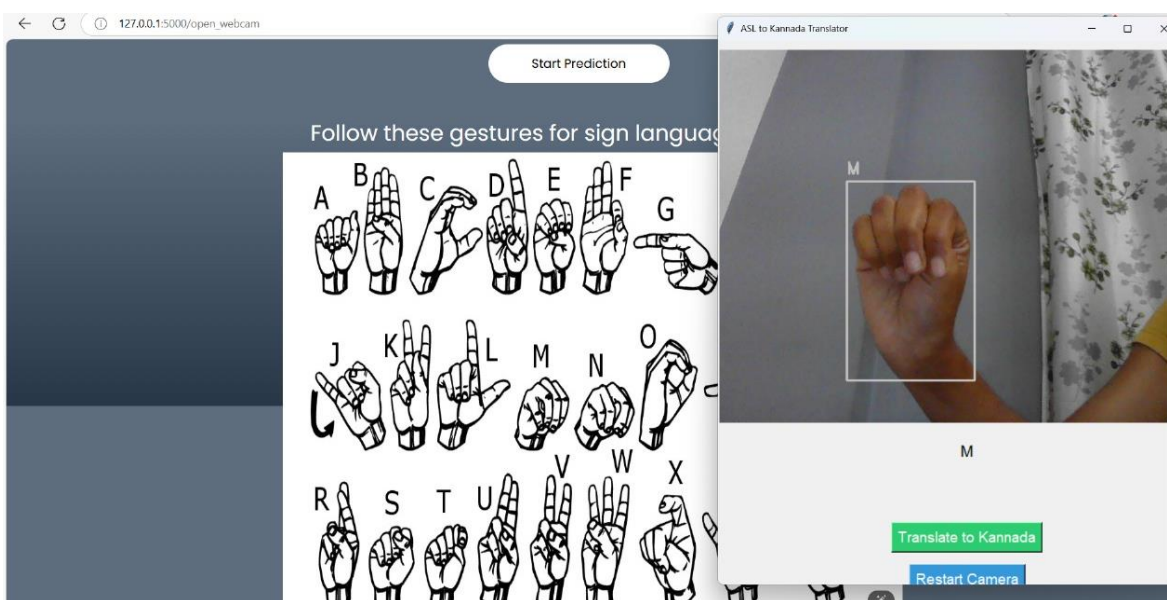 127.0.0.1:5000/open_webcam
Start Prediction
Follow these gestures for sign languag
A B C D E F G
J K L M N O
R S T U V W X
ASL to Kannada Translator
M
M
Translate to Kannada
Restart Camera